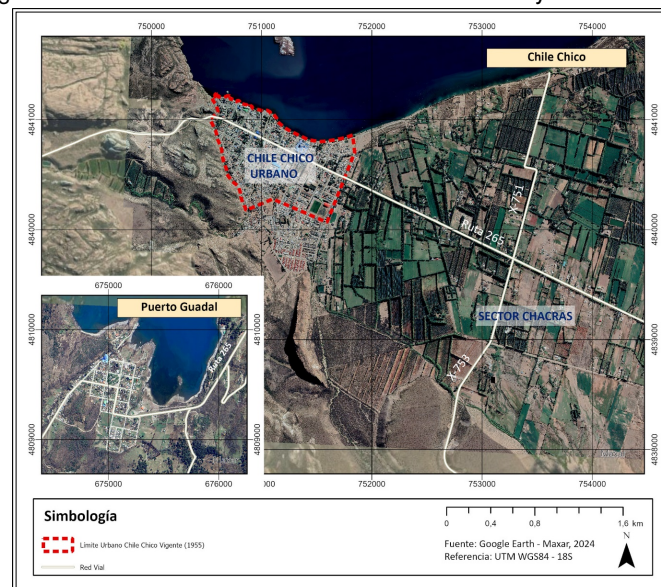 750000 751000 752000 753000 754000
Chile Chico
4841000 4841000
CHILE CHICO
URBANO
X-751
4840000 4840000
Ruta 265
675000 676000
Puerto Guadal
SECTOR CHACRAS
4810000 4810000
4839000
Ruta 265
X-753
4809000 4809000
4838000
675000 676000
000 752000 753000 754000
Simbología
Límite Urbano Chile Chico Vigente (1955)
Red Vial
0 0,4 0,8 1,6 km
Fuente: Google Earth - Maxar, 2024
Referencia: UTM WGS84 - 18S
N